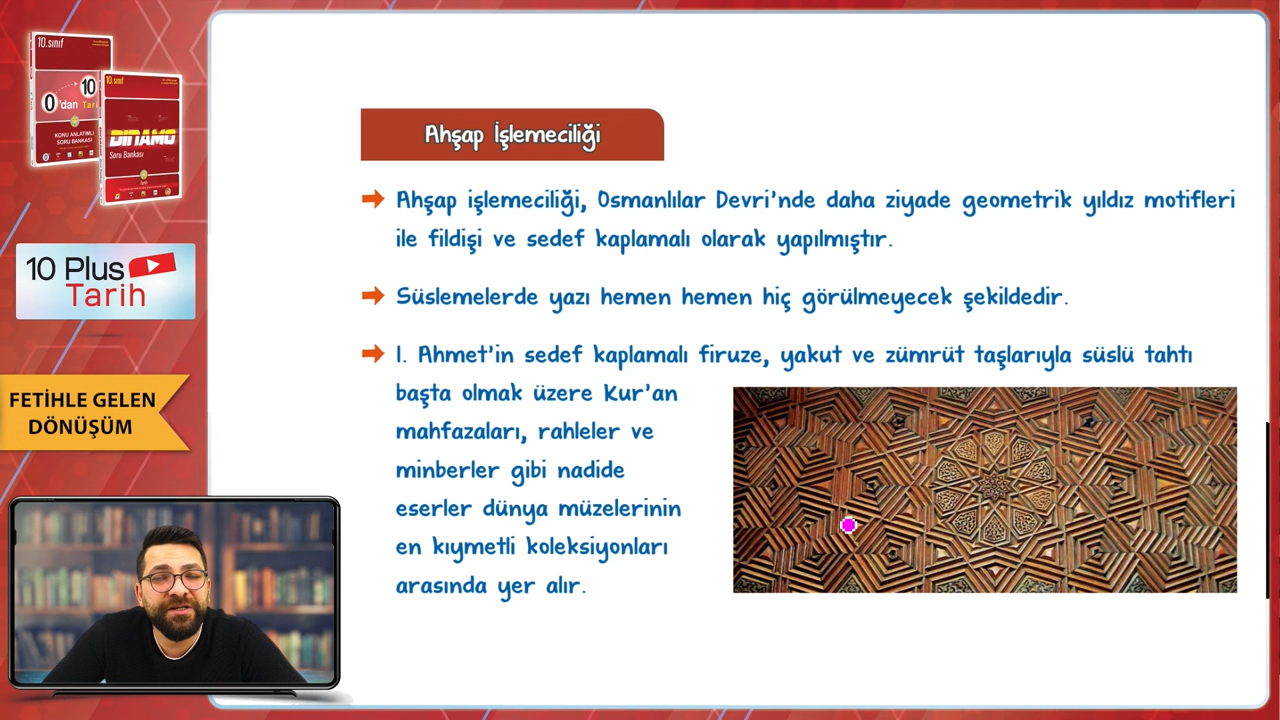 10.sınıf
0'dan 10
Tarih
KONU ANLATIMLI
SORU BANKASI
10.sınıf
DINAMO
Soru Bankası
Tarih
10 Plus
Tarih
FETİHLE GELEN
DÖNÜŞÜM
Ahşap İşlemeciliği
Ahşap işlemeciliği, Osmanlılar Devri'nde daha ziyade geometrik yıldız motifleri
ile fildişi ve sedef kaplamalı olarak yapılmıştır.
Süslemelerde yazı hemen hemen hiç görülmeyecek şekildedir.
I. Ahmet'in sedef kaplamalı firuze, yakut ve zümrüt taşlarıyla süslü tahtı
başta olmak üzere Kur'an
mahfazaları, rahleler ve
minberler gibi nadide
eserler dünya müzelerinin
en kıymetli koleksiyonları
arasında yer alır.